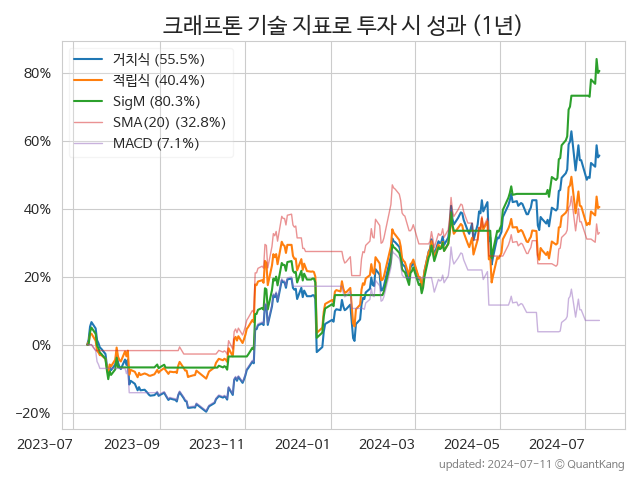 크래프톤 기술 지표로 투자 시 성과 (1년)
거치식 (55.5%)
적립식 (40.4%)
SigM (80.3%)
SMA(20) (32.8%)
MACD (7.1%)
80%
60%
40%
20%
0%
−20%
2023-07 2023-09 2023-11 2024-01 2024-03 2024-05 2024-07
updated: 2024-07-11 © QuantKang